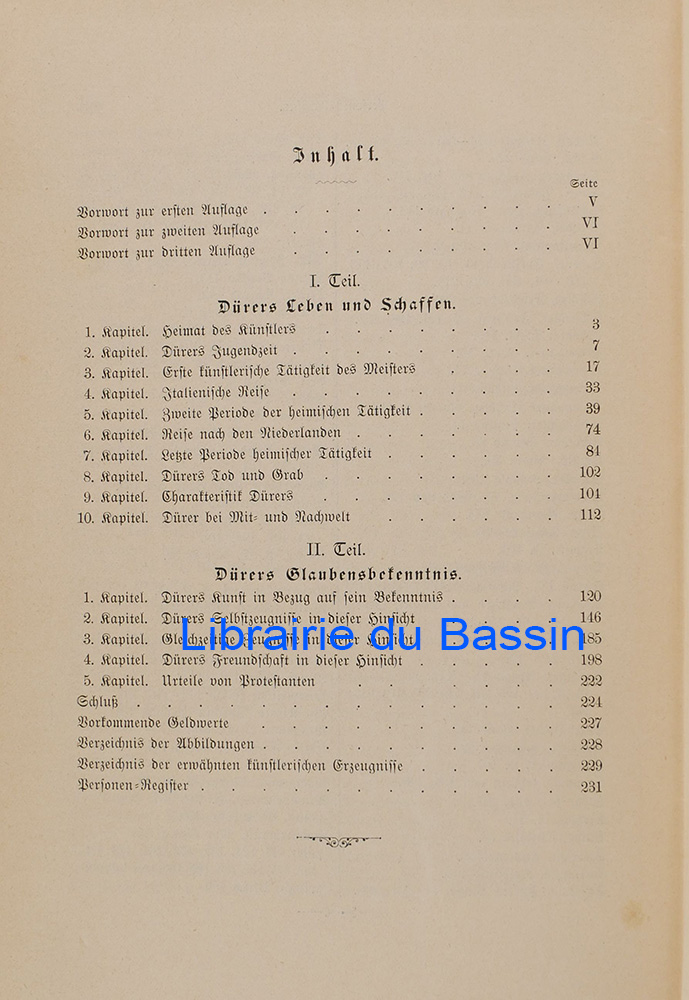 Inhalt.
Seite
Vorwort zur ersten Auflage . . . . . . . . . . V
Vorwort zur zweiten Auflage . . . . . . . . . VI
Vorwort zur dritten Auflage . . . . . . . . . VI
I. Teil.
Dürers Leben und Schaffen.
1. Kapitel. Heimat des Künstlers . . . . . . . . 3
2. Kapitel. Dürers Jugendzeit . . . . . . . . . 7
3. Kapitel. Erste künstlerische Tätigkeit des Meisters . . . . 17
4. Kapitel. Italienische Reise . . . . . . . . . 33
5. Kapitel. Zweite Periode der heimischen Tätigkeit . . . . . 39
6. Kapitel. Reise nach den Niederlanden . . . . . . . 74
7. Kapitel. Letzte Periode heimischer Tätigkeit . . . . . . 84
8. Kapitel. Dürers Tod und Grab . . . . . . . . 102
9. Kapitel. Charakteristik Dürers . . . . . . . . 104
10. Kapitel. Dürer bei Mit- und Nachwelt . . . . . . 112
II. Teil.
Dürers Glaubensbekenntnis.
1. Kapitel. Dürers Kunst in Bezug auf sein Bekenntnis . . . . 120
2. Kapitel. Dürers Selbstzeugnisse in dieser Hinsicht . . . . 146
3. Kapitel. Gleichzeitige Zeugnisse in dieser Hinsicht . . . . 185
Librairie du Bassin
4. Kapitel. Dürers Freundschaft in dieser Hinsicht . . . . . 198
5. Kapitel. Urteile von Protestanten . . . . . . . 222
Schluß . . . . . . . . . . . . . . 224
Vorkommende Geldwerte . . . . . . . . . . 227
Verzeichnis der Abbildungen . . . . . . . . . . 228
Verzeichnis der erwähnten künstlerischen Erzeugnisse . . . . . 229
Personen-Register . . . . . . . . . . . . 231